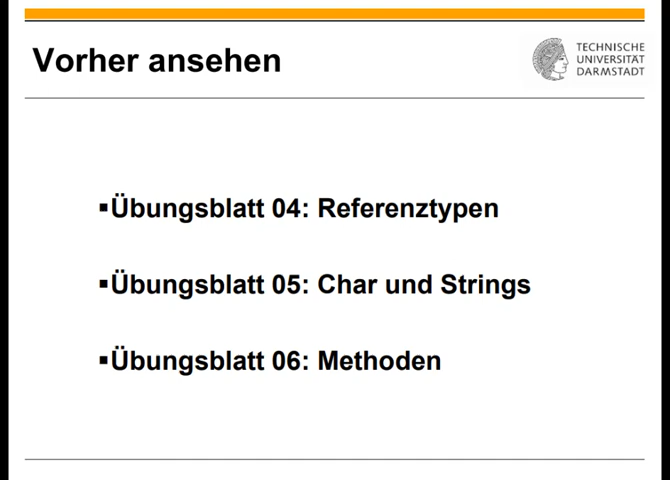 Vorher ansehen
TECHNISCHE
UNIVERSITÄT
DARMSTADT
▪Übungsblatt 04: Referenztypen
▪Übungsblatt 05: Char und Strings
▪Übungsblatt 06: Methoden